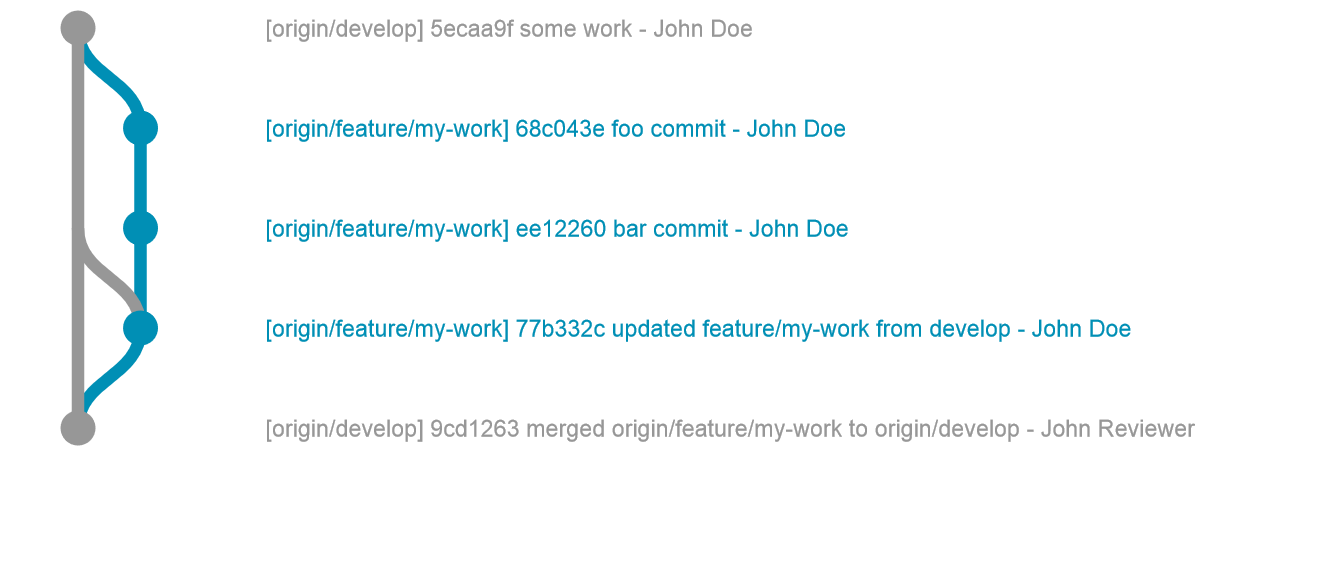 [origin/develop] 5ecaa9f some work - John Doe
[origin/feature/my-work] 68c043e foo commit - John Doe
[origin/feature/my-work] ee12260 bar commit - John Doe
[origin/feature/my-work] 77b332c updated feature/my-work from develop - John Doe
[origin/develop] 9cd1263 merged origin/feature/my-work to origin/develop - John Reviewer